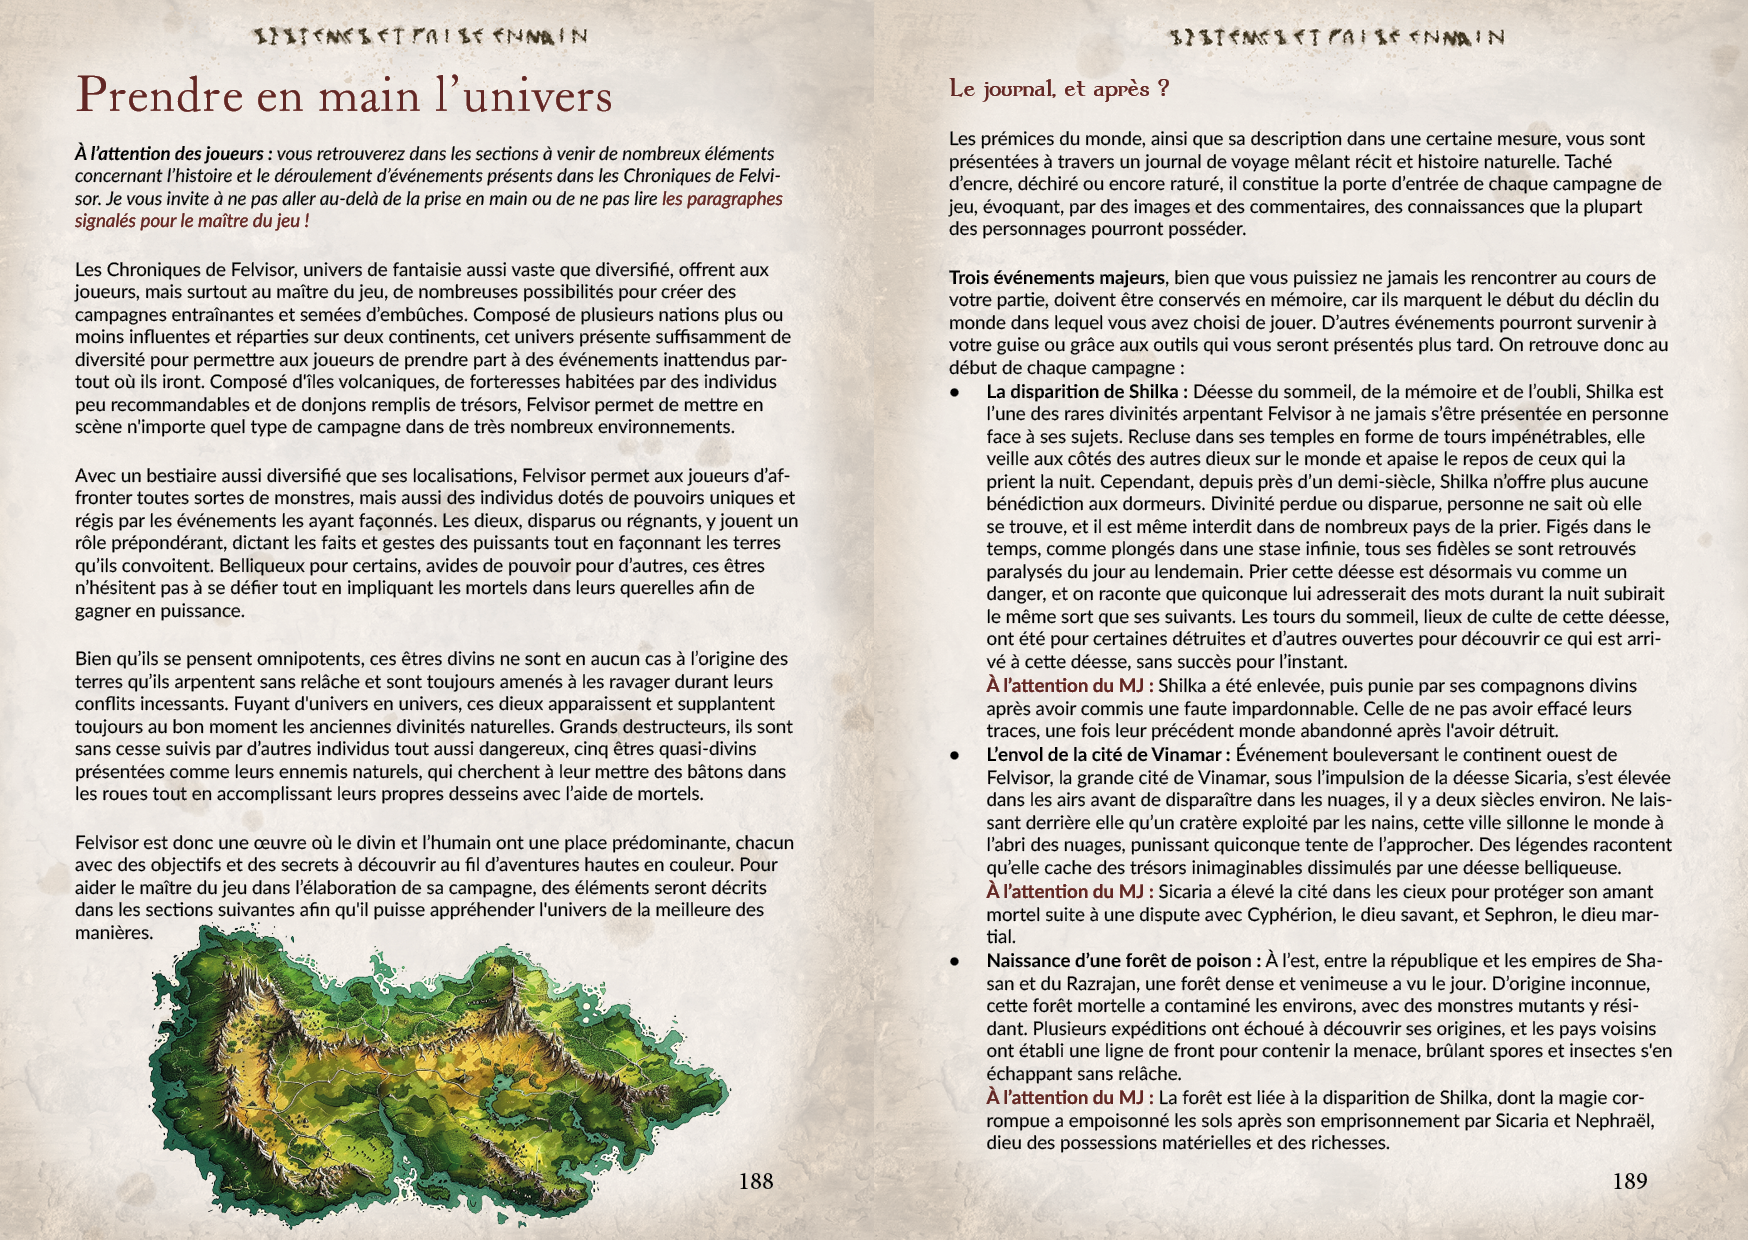 SYSTEMES ET PRISE EN MAIN
Prendre en main l’univers
À l’attention des joueurs : vous retrouverez dans les sections à venir de nombreux éléments
concernant l’histoire et le déroulement d’événements présents dans les Chroniques de Felvi-
sor. Je vous invite à ne pas aller au-delà de la prise en main ou de ne pas lire les paragraphes
signalés pour le maître du jeu !
Les Chroniques de Felvisor, univers de fantaisie aussi vaste que diversifié, offrent aux
joueurs, mais surtout au maître du jeu, de nombreuses possibilités pour créer des
campagnes entraînantes et semées d’embûches. Composé de plusieurs nations plus ou
moins influentes et réparties sur deux continents, cet univers présente suffisamment de
diversité pour permettre aux joueurs de prendre part à des événements inattendus par-
tout où ils iront. Composé d'îles volcaniques, de forteresses habitées par des individus
peu recommandables et de donjons remplis de trésors, Felvisor permet de mettre en
scène n'importe quel type de campagne dans de très nombreux environnements.
Avec un bestiaire aussi diversifié que ses localisations, Felvisor permet aux joueurs d’af-
fronter toutes sortes de monstres, mais aussi des individus dotés de pouvoirs uniques et
régis par les événements les ayant façonnés. Les dieux, disparus ou régnants, y jouent un
rôle prépondérant, dictant les faits et gestes des puissants tout en façonnant les terres
qu’ils convoitent. Belliqueux pour certains, avides de pouvoir pour d’autres, ces êtres
n’hésitent pas à se défier tout en impliquant les mortels dans leurs querelles afin de
gagner en puissance.
Bien qu’ils se pensent omnipotents, ces êtres divins ne sont en aucun cas à l’origine des
terres qu’ils arpentent sans relâche et sont toujours amenés à les ravager durant leurs
conflits incessants. Fuyant d'univers en univers, ces dieux apparaissent et supplantent
toujours au bon moment les anciennes divinités naturelles. Grands destructeurs, ils sont
sans cesse suivis par d’autres individus tout aussi dangereux, cinq êtres quasi-divins
présentées comme leurs ennemis naturels, qui cherchent à leur mettre des bâtons dans
les roues tout en accomplissant leurs propres desseins avec l’aide de mortels.
Felvisor est donc une œuvre où le divin et l’humain ont une place prédominante, chacun
avec des objectifs et des secrets à découvrir au fil d’aventures hautes en couleur. Pour
aider le maître du jeu dans l’élaboration de sa campagne, des éléments seront décrits
dans les sections suivantes afin qu'il puisse appréhender l'univers de la meilleure des
manières.
188
SYSTEMES ET PRISE EN MAIN
Le journal, et après ?
Les prémices du monde, ainsi que sa description dans une certaine mesure, vous sont
présentées à travers un journal de voyage mêlant récit et histoire naturelle. Taché
d’encre, déchiré ou encore raturé, il constitue la porte d’entrée de chaque campagne de
jeu, évoquant, par des images et des commentaires, des connaissances que la plupart
des personnages pourront posséder.
Trois événements majeurs, bien que vous puissiez ne jamais les rencontrer au cours de
votre partie, doivent être conservés en mémoire, car ils marquent le début du déclin du
monde dans lequel vous avez choisi de jouer. D’autres événements pourront survenir à
votre guise ou grâce aux outils qui vous seront présentés plus tard. On retrouve donc au
début de chaque campagne :
● La disparition de Shilka : Déesse du sommeil, de la mémoire et de l’oubli, Shilka est
l’une des rares divinités arpentant Felvisor à ne jamais s’être présentée en personne
face à ses sujets. Recluse dans ses temples en forme de tours impénétrables, elle
veille aux côtés des autres dieux sur le monde et apaise le repos de ceux qui la
prient la nuit. Cependant, depuis près d’un demi-siècle, Shilka n’offre plus aucune
bénédiction aux dormeurs. Divinité perdue ou disparue, personne ne sait où elle
se trouve, et il est même interdit dans de nombreux pays de la prier. Figés dans le
temps, comme plongés dans une stase infinie, tous ses fidèles se sont retrouvés
paralysés du jour au lendemain. Prier cette déesse est désormais vu comme un
danger, et on raconte que quiconque lui adresserait des mots durant la nuit subirait
le même sort que ses suivants. Les tours du sommeil, lieux de culte de cette déesse,
ont été pour certaines détruites et d’autres ouvertes pour découvrir ce qui est arri-
vé à cette déesse, sans succès pour l’instant.
À l’attention du MJ : Shilka a été enlevée, puis punie par ses compagnons divins
après avoir commis une faute impardonnable. Celle de ne pas avoir effacé leurs
traces, une fois leur précédent monde abandonné après l'avoir détruit.
● L’envol de la cité de Vinamar : Événement bouleversant le continent ouest de
Felvisor, la grande cité de Vinamar, sous l’impulsion de la déesse Sicaria, s’est élevée
dans les airs avant de disparaître dans les nuages, il y a deux siècles environ. Ne lais-
sant derrière elle qu’un cratère exploité par les nains, cette ville sillonne le monde à
l’abri des nuages, punissant quiconque tente de l’approcher. Des légendes racontent
qu’elle cache des trésors inimaginables dissimulés par une déesse belliqueuse.
À l’attention du MJ : Sicaria a élevé la cité dans les cieux pour protéger son amant
mortel suite à une dispute avec Cyphérion, le dieu savant, et Sephron, le dieu mar-
tial.
● Naissance d’une forêt de poison : À l’est, entre la république et les empires de Sha-
san et du Razrajan, une forêt dense et venimeuse a vu le jour. D’origine inconnue,
cette forêt mortelle a contaminé les environs, avec des monstres mutants y rési-
dant. Plusieurs expéditions ont échoué à découvrir ses origines, et les pays voisins
ont établi une ligne de front pour contenir la menace, brûlant spores et insectes s'en
échappant sans relâche.
À l’attention du MJ : La forêt est liée à la disparition de Shilka, dont la magie cor-
rompue a empoisonné les sols après son emprisonnement par Sicaria et Nephraël,
dieu des possessions matérielles et des richesses.
189